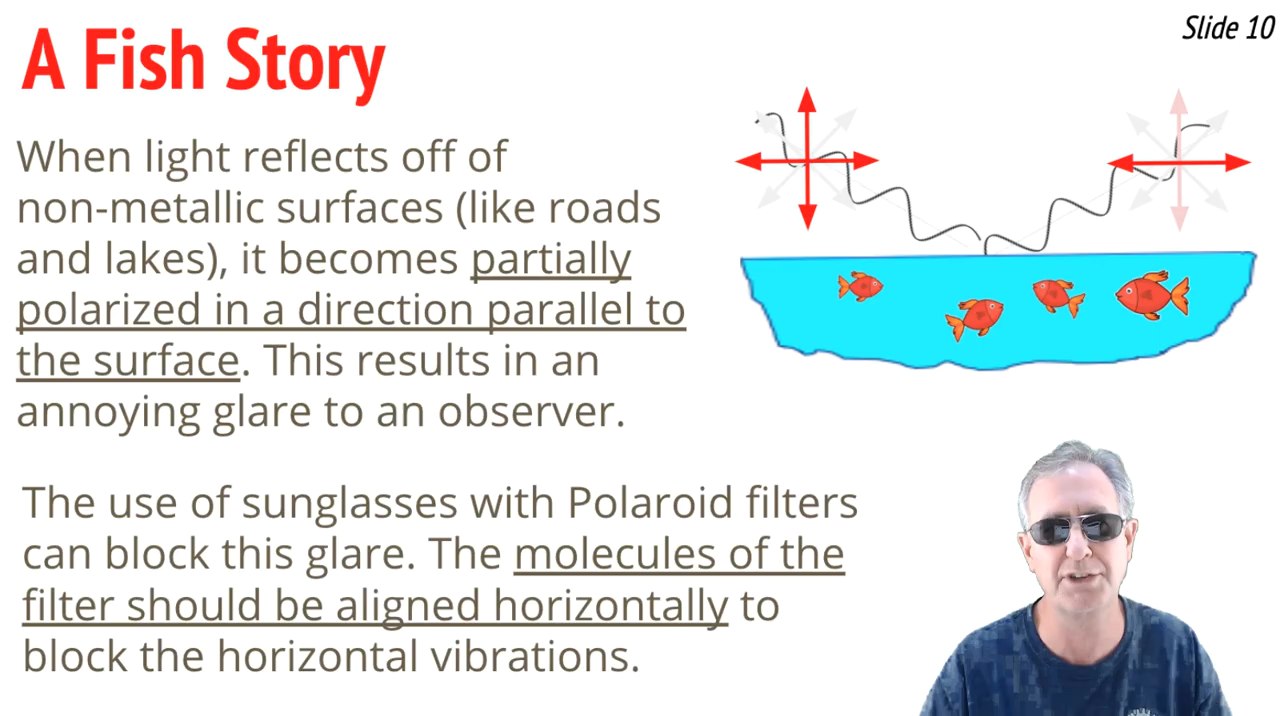 Slide 10
A Fish Story
When light reflects off of
non-metallic surfaces (like roads
and lakes), it becomes partially
polarized in a direction parallel to
the surface. This results in an
annoying glare to an observer.
The use of sunglasses with Polaroid filters
can block this glare. The molecules of the
filter should be aligned horizontally to
block the horizontal vibrations.